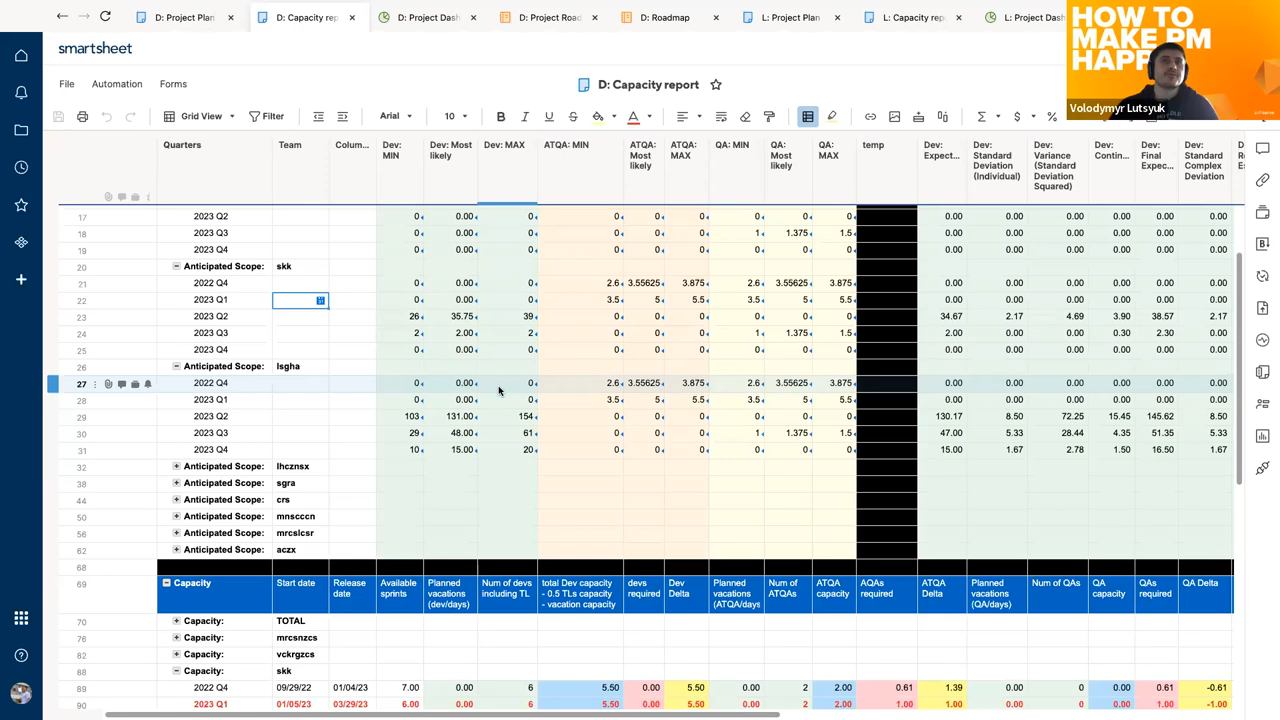 D: Project Plan
D: Capacity rep
D: Project Dash
D: Project Road
D: Roadmap
L: Project Plan
L: Capacity repo
L: Project Dash
HOW TO
MAKE PM
HAPP
Volodymyr Lutsyuk
smartsheet
File Automation Forms
D: Capacity report
Grid View Filter Arial 10 B I U A Σ $ %
Quarters Team Colum... Dev: MIN Dev: Most likely Dev: MAX ATQA: MIN ATQA: Most likely ATQA: MAX QA: MIN QA: Most likely QA: MAX temp Dev: Expect... Dev: Standard Deviation (Individual) Dev: Variance (Standard Deviation Squared) Dev: Contin... Dev: Final Expec... Dev: Standard Complex Deviation
17 2023 Q2 0 0.00 0 0 0 0 0 0 0 0.00 0.00 0.00 0.00 0.00 0.00
18 2023 Q3 0 0.00 0 0 0 0 1 1.375 1.5 0.00 0.00 0.00 0.00 0.00 0.00
19 2023 Q4 0 0.00 0 0 0 0 0 0 0 0.00 0.00 0.00 0.00 0.00 0.00
20 Anticipated Scope: skk
21 2022 Q4 0 0.00 0 2.6 3.55625 3.875 2.6 3.55625 3.875 0.00 0.00 0.00 0.00 0.00 0.00
22 2023 Q1 0 0.00 0 3.5 5 5.5 3.5 5 5.5 0.00 0.00 0.00 0.00 0.00 0.00
23 2023 Q2 26 35.75 39 0 0 0 0 0 0 34.67 2.17 4.69 3.90 38.57 2.17
24 2023 Q3 2 2.00 2 0 0 0 1 1.375 1.5 2.00 0.00 0.00 0.30 2.30 0.00
25 2023 Q4 0 0.00 0 0 0 0 0 0 0 0.00 0.00 0.00 0.00 0.00 0.00
26 Anticipated Scope: lsgha
27 2022 Q4 0 0.00 0 2.6 3.55625 3.875 2.6 3.55625 3.875 0.00 0.00 0.00 0.00 0.00 0.00
28 2023 Q1 0 0.00 0 3.5 5 5.5 3.5 5 5.5 0.00 0.00 0.00 0.00 0.00 0.00
29 2023 Q2 103 131.00 154 0 0 0 0 0 0 130.17 8.50 72.25 15.45 145.62 8.50
30 2023 Q3 29 48.00 61 0 0 0 1 1.375 1.5 47.00 5.33 28.44 4.35 51.35 5.33
31 2023 Q4 10 15.00 20 0 0 0 0 0 0 15.00 1.67 2.78 1.50 16.50 1.67
32 Anticipated Scope: lhcznsx
38 Anticipated Scope: sgra
44 Anticipated Scope: crs
50 Anticipated Scope: mnscccn
56 Anticipated Scope: mrcslcsr
62 Anticipated Scope: aczx
68
69 Capacity Start date Release date Available sprints Planned vacations (dev/days) Num of devs including TL total Dev capacity - 0.5 TLs capacity - vacation capacity devs required Dev Delta Planned vacations (ATQA/days Num of ATQAs ATQA capacity AQAs required ATQA Delta Planned vacations (QA/days) Num of QAs QA capacity QAs required QA Delta
70 Capacity: TOTAL
76 Capacity: mrcsnzcs
82 Capacity: vckrgzcs
88 Capacity: skk
89 2022 Q4 09/29/22 01/04/23 7.00 0.00 6 5.50 0.00 5.50 0.00 2 2.00 0.61 1.39 0.00 0 0.00 0.61 -0.61
90 2023 Q1 01/05/23 03/29/23 6.00 0.00 6 5.50 0.00 5.50 0.00 2 2.00 1.00 1.00 0.00 0 0.00 1.00 -1.00